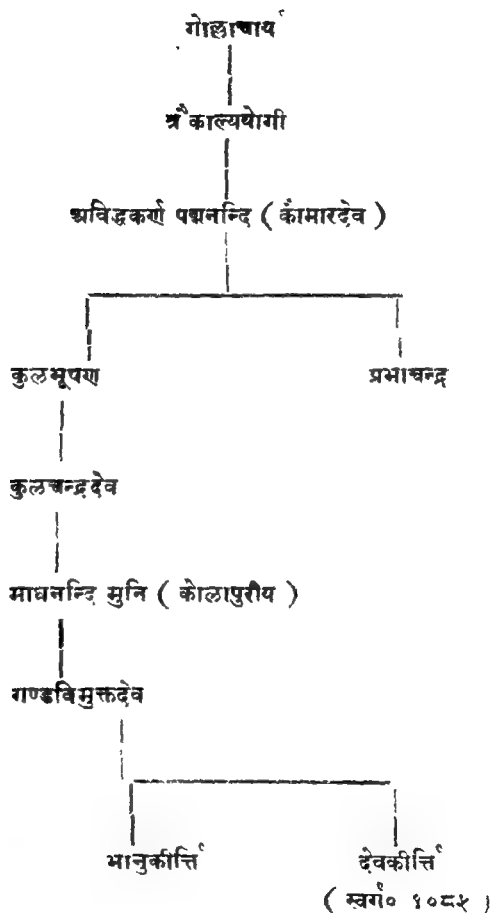 गोल्लाचार्य
त्रैकाल्ययोगी
अविद्धकर्ण पद्मनन्दि ( कौमारदेव )
कुलभूषण प्रभाचन्द्र
कुलचन्द्रदेव
माघनन्दि मुनि ( कोलापुरीय )
गण्डविमुक्तदेव
भानुकीर्त्ति देवकीर्त्ति
( स्वर्ग० १०८५ )